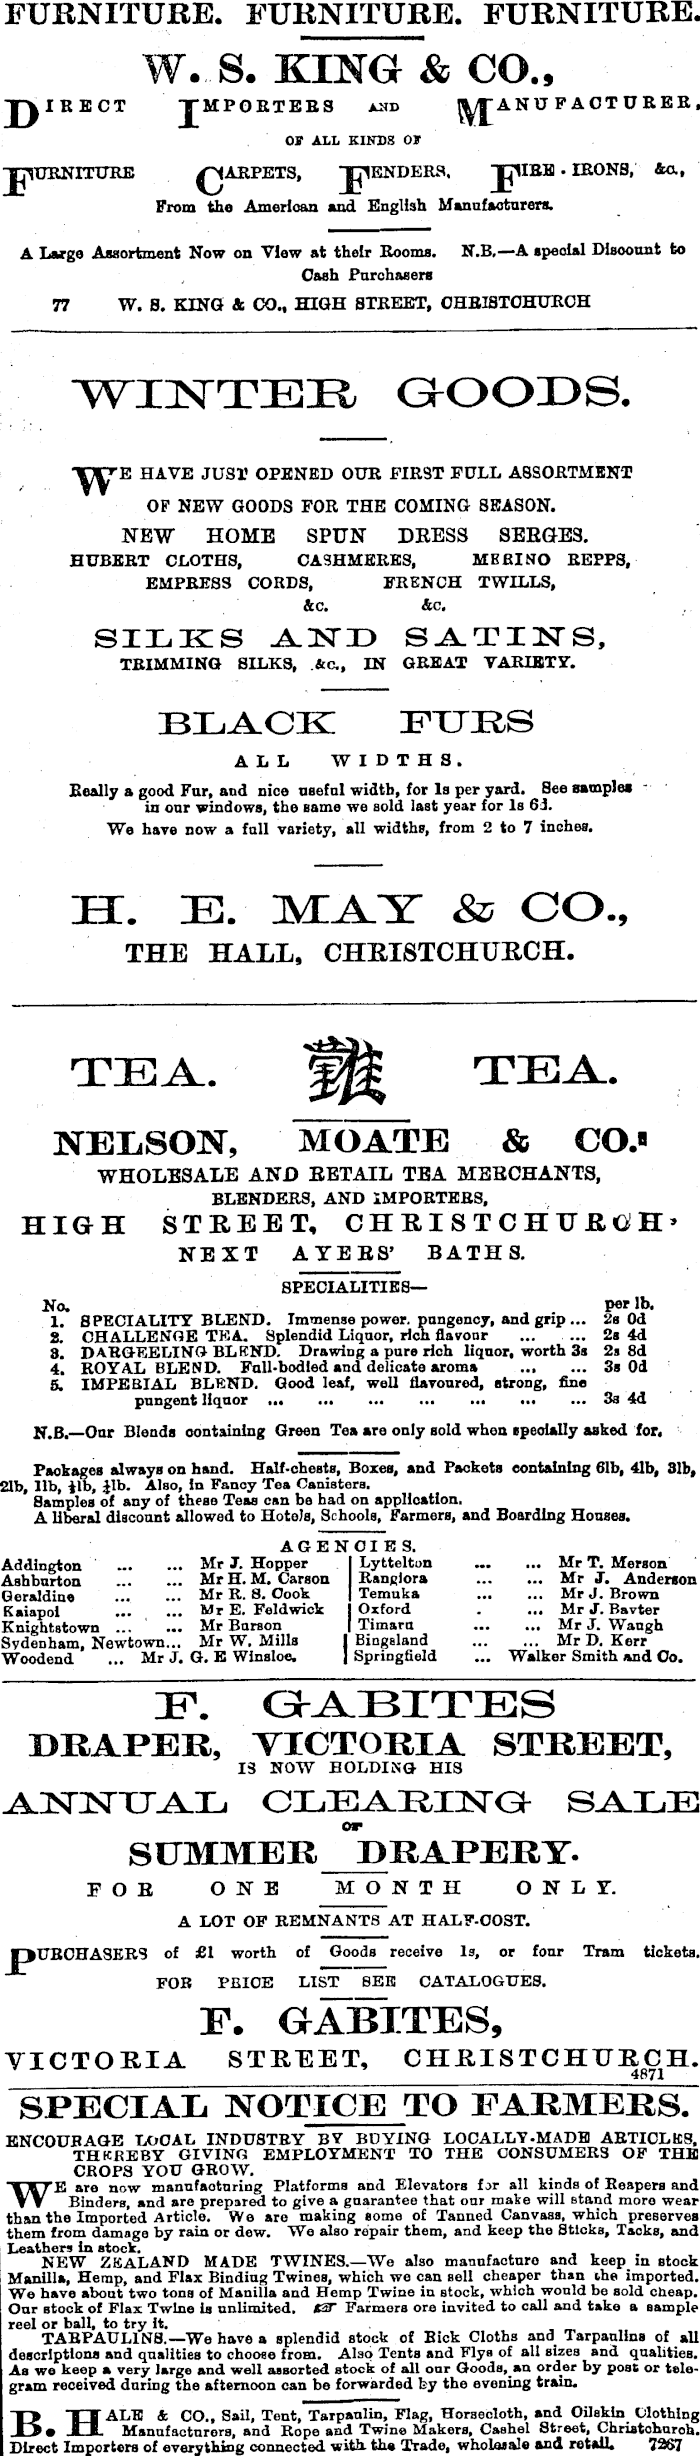 FURNITURE. FURNITURE. FURNITURE.
W. S. KING & CO.,
DIRECT IMPORTERS AND MANUFACTURER,
OF ALL KINDS OF
FURNITURE CARPETS, FENDERS, FIRE-IRONS, &c.,
From the American and English Manufacturers.
A Large Assortment Now on View at their Rooms. N.B.—A special Discount to
Cash Purchasers
77 W. S. KING & CO., HIGH STREET, CHRISTCHURCH
WINTER GOODS.
WE HAVE JUST OPENED OUR FIRST FULL ASSORTMENT
OF NEW GOODS FOR THE COMING SEASON.
NEW HOME SPUN DRESS SERGES.
HUBERT CLOTHS, CASHMERES, MERINO REPPS,
EMPRESS CORDS, FRENCH TWILLS,
&c. &c.
SILKS AND SATINS,
TRIMMING SILKS, &c., IN GREAT VARIETY.
BLACK FURS
ALL WIDTHS.
Really a good Fur, and nice useful width, for 1s per yard. See samples
in our windows, the same we sold last year for 1s 6d.
We have now a full variety, all widths, from 2 to 7 inches.
H. E. MAY & CO.,
THE HALL, CHRISTCHURCH.
TEA. TEA.
NELSON, MOATE & CO.
WHOLESALE AND RETAIL TEA MERCHANTS,
BLENDERS, AND IMPORTERS,
HIGH STREET, CHRISTCHURCH,
NEXT AYERS' BATHS.
SPECIALITIES—
No. per lb.
1. SPECIALITY BLEND. Immense power, pungency, and grip ... 2s 0d
2. CHALLENGE TEA. Splendid Liquor, rich flavour ... ... 2s 4d
3. DARGEELING BLEND. Drawing a pure rich liquor, worth 3s 2s 8d
4. ROYAL BLEND. Full-bodied and delicate aroma ... ... 3s 0d
5. IMPERIAL BLEND. Good leaf, well flavoured, strong, fine
pungent liquor ... ... ... ... ... ... ... 3s 4d
N.B.—Our Blends containing Green Tea are only sold when specially asked for.
Packages always on hand. Half-chests, Boxes, and Packets containing 6lb, 4lb, 3lb,
2lb, 1lb, ½lb, ¼lb. Also, in Fancy Tea Canisters.
Samples of any of these Teas can be had on application.
A liberal discount allowed to Hotels, Schools, Farmers, and Boarding Houses.
AGENCIES.
Addington ... ... Mr J. Hopper
Ashburton ... ... Mr H. M. Carson
Geraldine ... ... Mr R. S. Cook
Kaiapoi ... ... Mr E. Feldwick
Knightstown ... ... Mr Burson
Sydenham, Newtown... Mr W. Mills
Woodend ... Mr J. G. E Winsloe.
Lyttelton ... ... Mr T. Merson
Rangiora ... ... Mr J. Anderson
Temuka ... ... Mr J. Brown
Oxford . ... Mr J. Baxter
Timaru ... ... Mr J. Waugh
Bingsland ... ... Mr D. Kerr
Springfield ... Walker Smith and Co.
F. GABITES
DRAPER, VICTORIA STREET,
IS NOW HOLDING HIS
ANNUAL CLEARING SALE
OF
SUMMER DRAPERY.
FOR ONE MONTH ONLY.
A LOT OF REMNANTS AT HALF-COST.
PURCHASERS of £1 worth of Goods receive 1s, or four Tram tickets.
FOR PRICE LIST SEE CATALOGUES.
F. GABITES,
VICTORIA STREET, CHRISTCHURCH.
4871
SPECIAL NOTICE TO FARMERS.
ENCOURAGE LOCAL INDUSTRY BY BUYING LOCALLY-MADE ARTICLES,
THEREBY GIVING EMPLOYMENT TO THE CONSUMERS OF THE
CROPS YOU GROW.
WE are now manufacturing Platforms and Elevators for all kinds of Reapers and
Binders, and are prepared to give a guarantee that our make will stand more wear
than the Imported Article. We are making some of Tanned Canvass, which preserves
them from damage by rain or dew. We also repair them, and keep the Sticks, Tacks, and
Leathers in stock.
NEW ZEALAND MADE TWINES.—We also manufacture and keep in stock
Manilla, Hemp, and Flax Binding Twines, which we can sell cheaper than the imported.
We have about two tons of Manilla and Hemp Twine in stock, which would be sold cheap.
Our stock of Flax Twine is unlimited. ☞ Farmers are invited to call and take a sample
reel or ball, to try it.
TARPAULINS.—We have a splendid stock of Rick Cloths and Tarpaulins of all
descriptions and qualities to choose from. Also Tents and Flys of all sizes and qualities.
As we keep a very large and well assorted stock of all our Goods, an order by post or tele-
gram received during the afternoon can be forwarded by the evening train.
B. HALE & CO., Sail, Tent, Tarpaulin, Flag, Horsecloth, and Oilskin Clothing
Manufacturers, and Rope and Twine Makers, Cashel Street, Christchurch.
Direct Importers of everything connected with the Trade, wholesale and retail. 7267